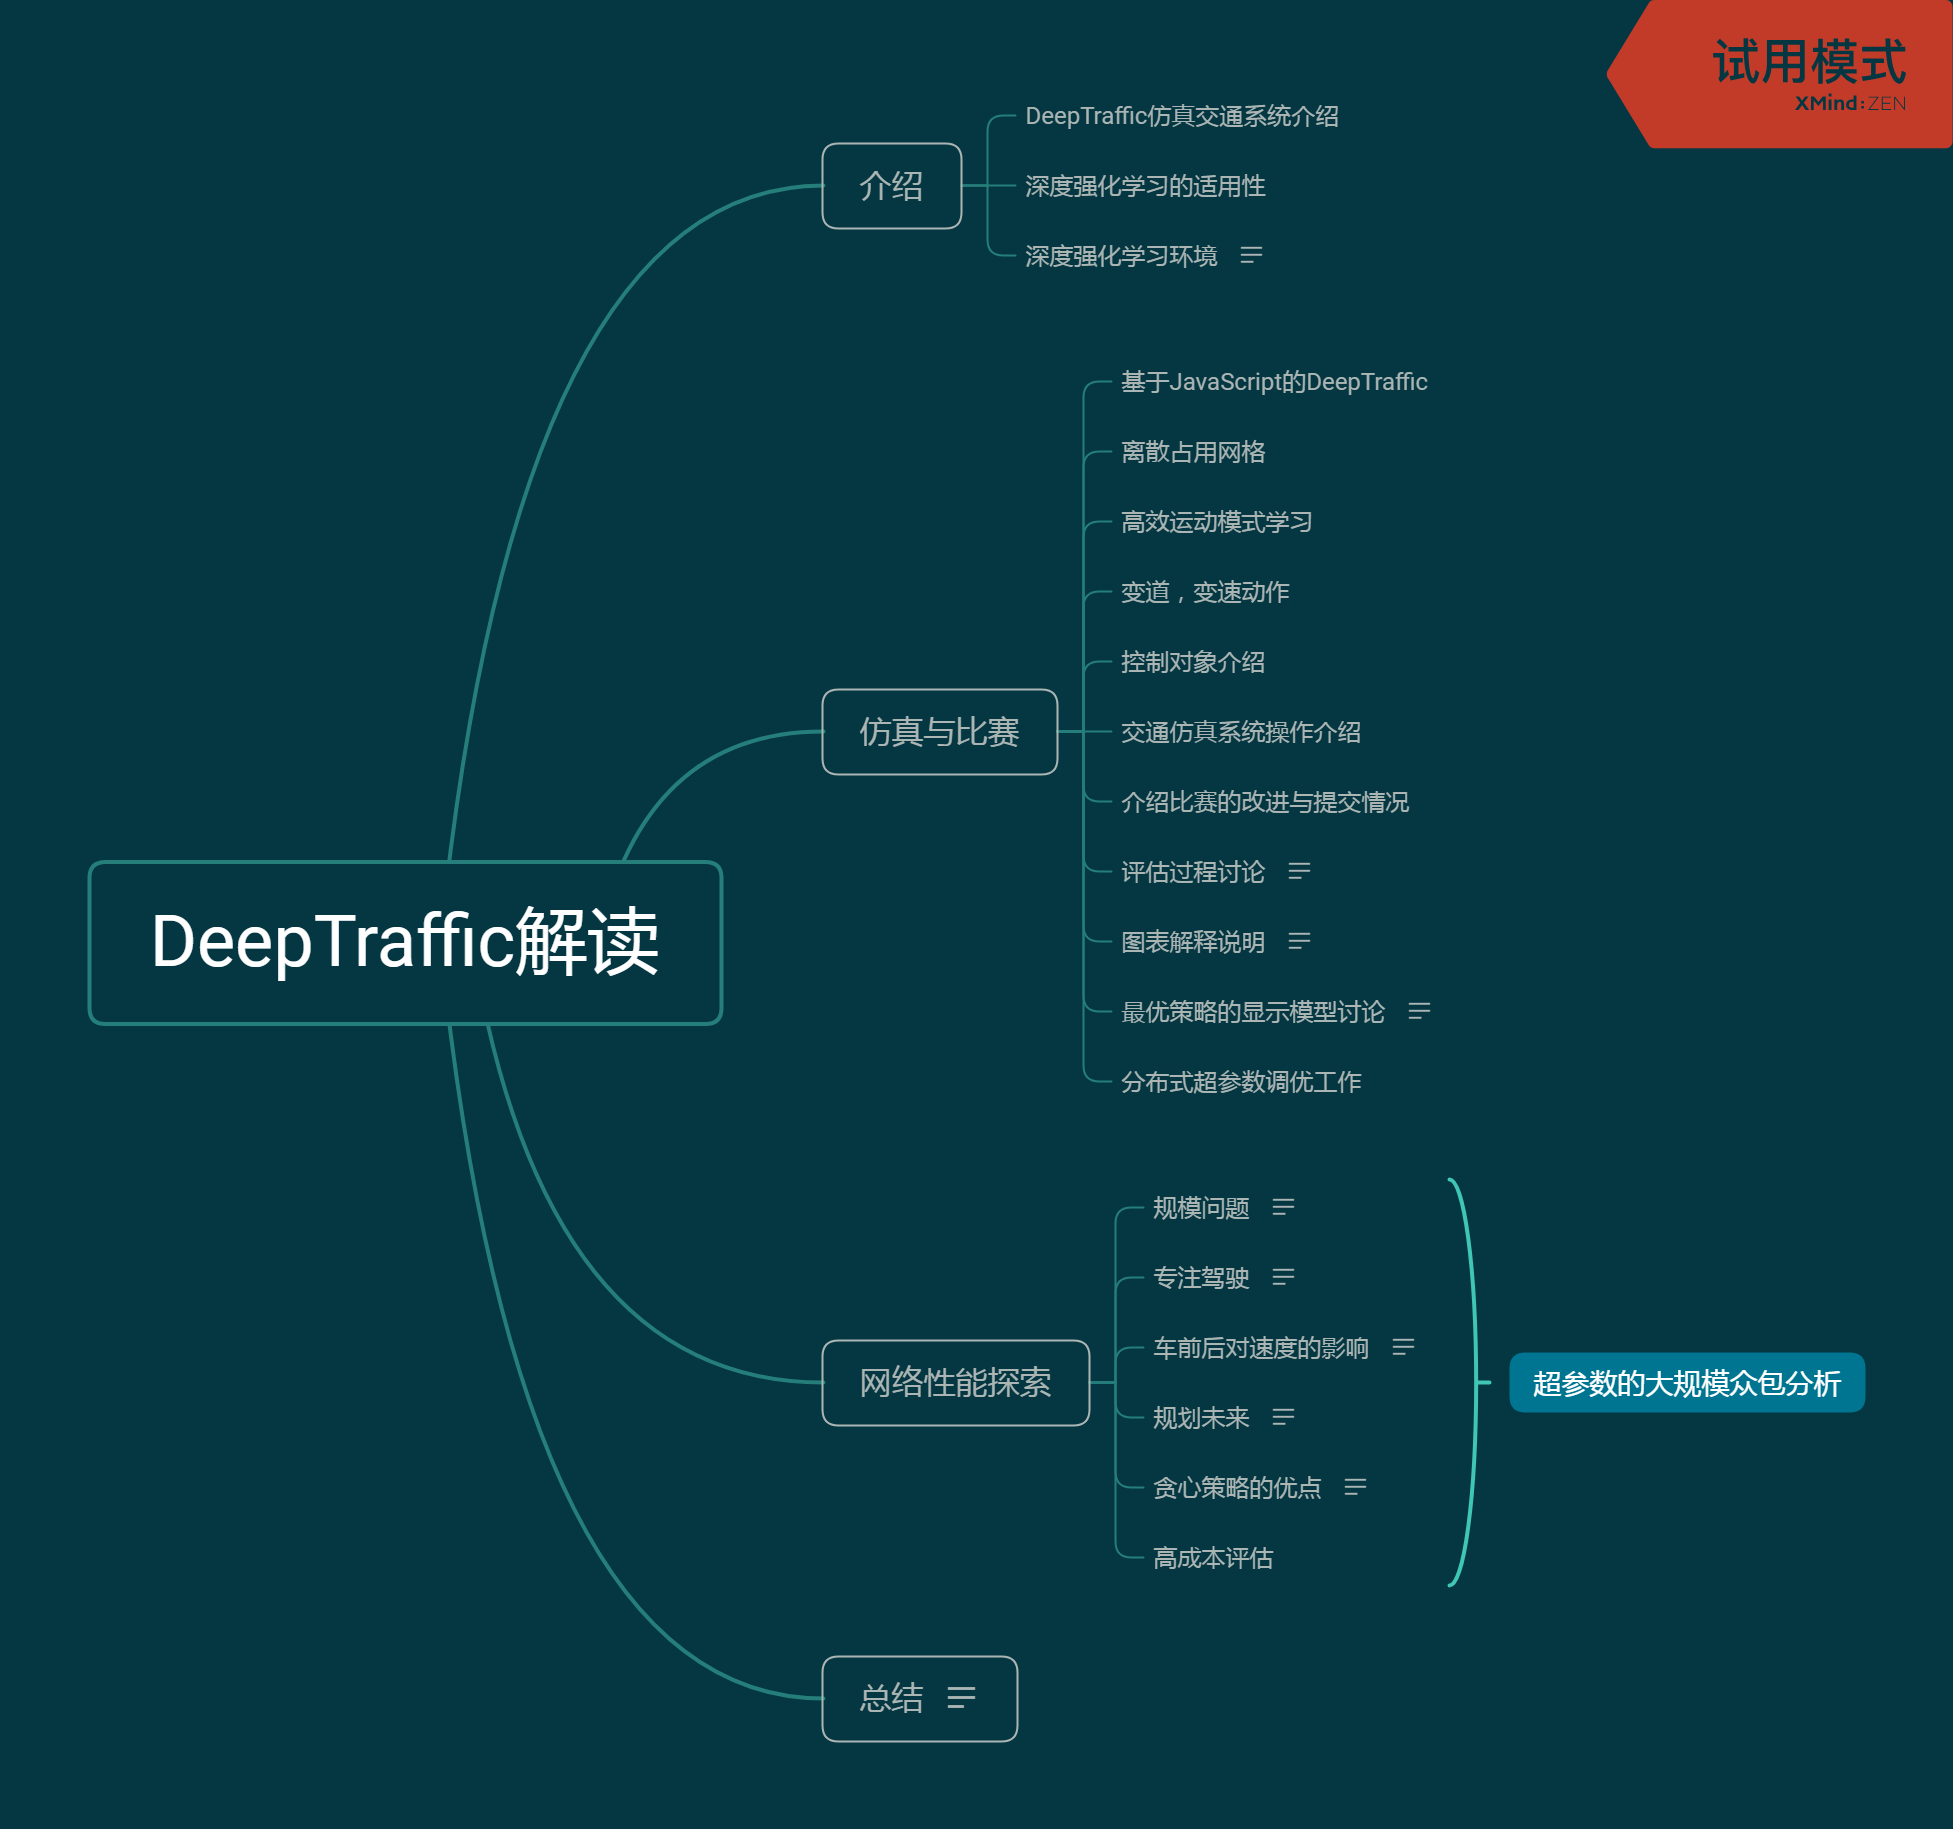 试用模式
XMind:ZEN
DeepTraffic解读
介绍
DeepTraffic仿真交通系统介绍
深度强化学习的适用性
深度强化学习环境
仿真与比赛
基于JavaScript的DeepTraffic
离散占用网格
高效运动模式学习
变道，变速动作
控制对象介绍
交通仿真系统操作介绍
介绍比赛的改进与提交情况
评估过程讨论
图表解释说明
最优策略的显示模型讨论
分布式超参数调优工作
网络性能探索
规模问题
专注驾驶
车前后对速度的影响
规划未来
贪心策略的优点
高成本评估
超参数的大规模众包分析
总结